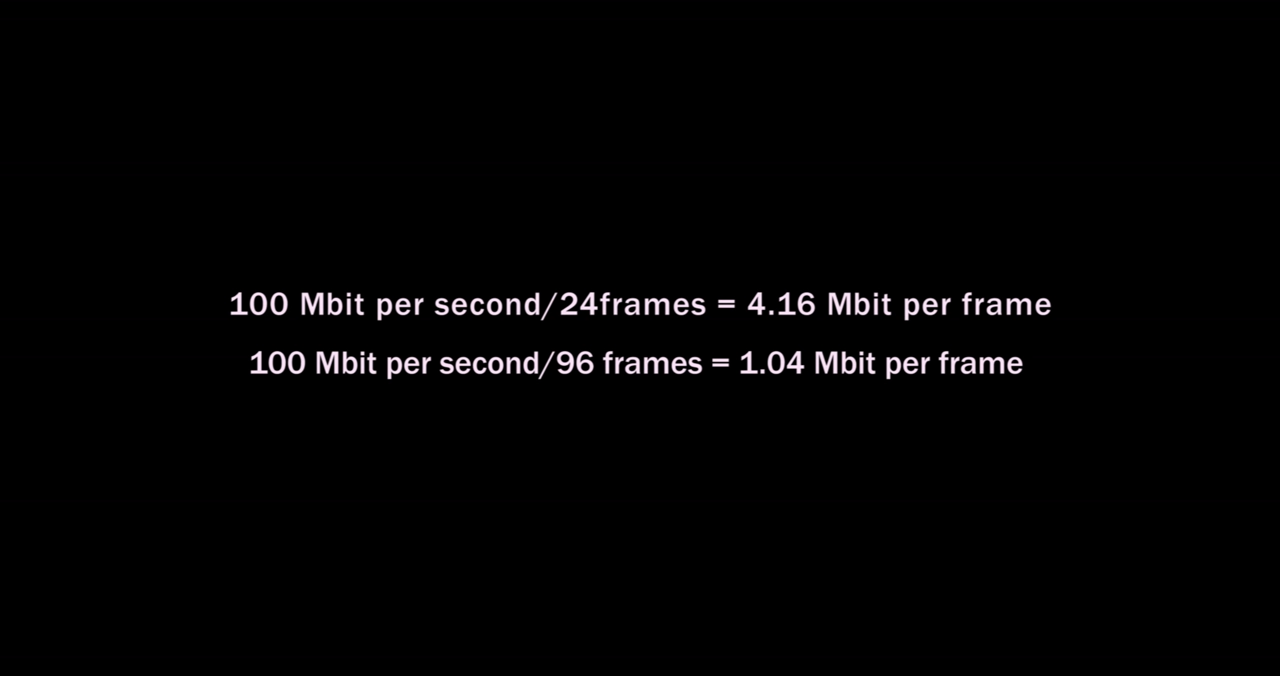 100 Mbit per second/24frames = 4.16 Mbit per frame
100 Mbit per second/96 frames = 1.04 Mbit per frame